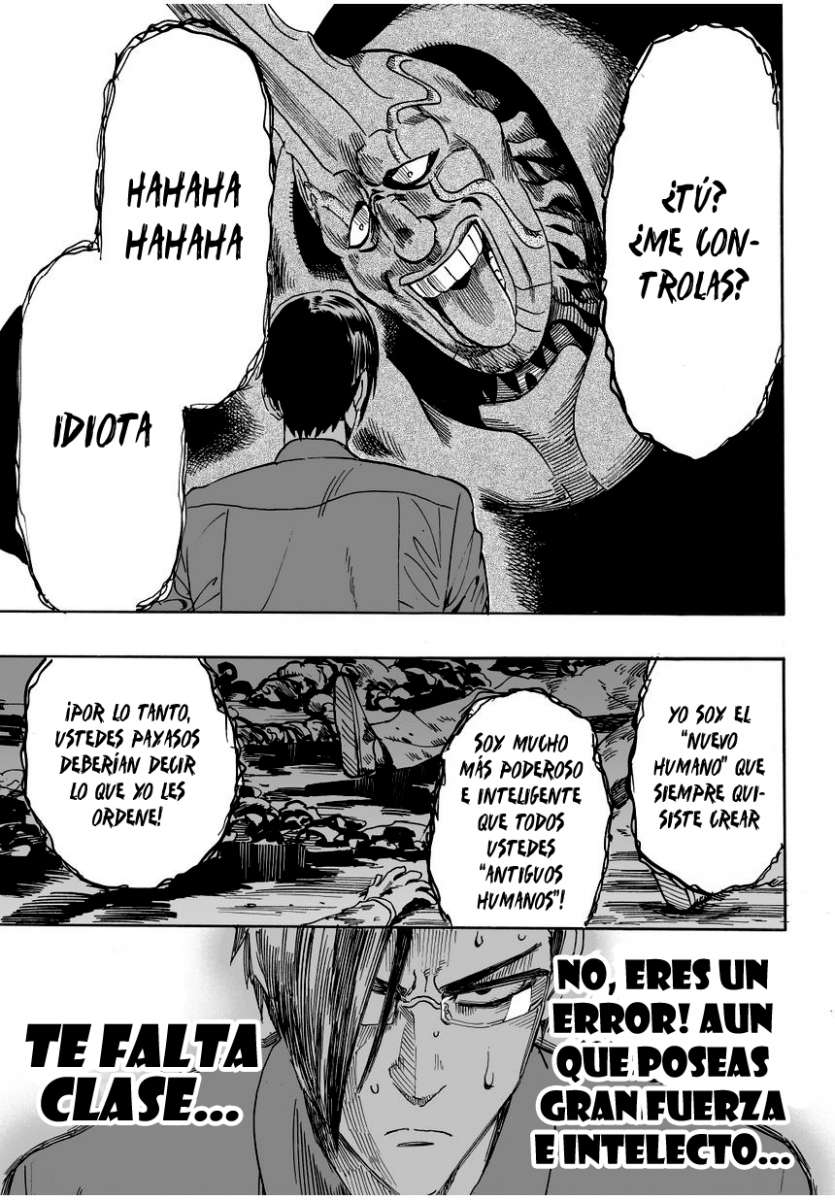 ¿TÚ?
¿ME CON-
TROLAS?
HAHAHA
HAHAHA
IDIOTA
YO SOY EL
"NUEVO
HUMANO" QUE
SIEMPRE QUI-
SISTE CREAR
SOY MUCHO
MÁS PODEROSO
E INTELIGENTE
QUE TODOS
USTEDES
"ANTIGUOS
HUMANOS"!
¡POR LO TANTO,
USTEDES PAYASOS
DEBERÍAN DECIR
LO QUE YO LES
ORDENE!
NO, ERES UN
ERROR! AUN
QUE POSEAS
GRAN FUERZA
E INTELECTO...
TE FALTA
CLASE...